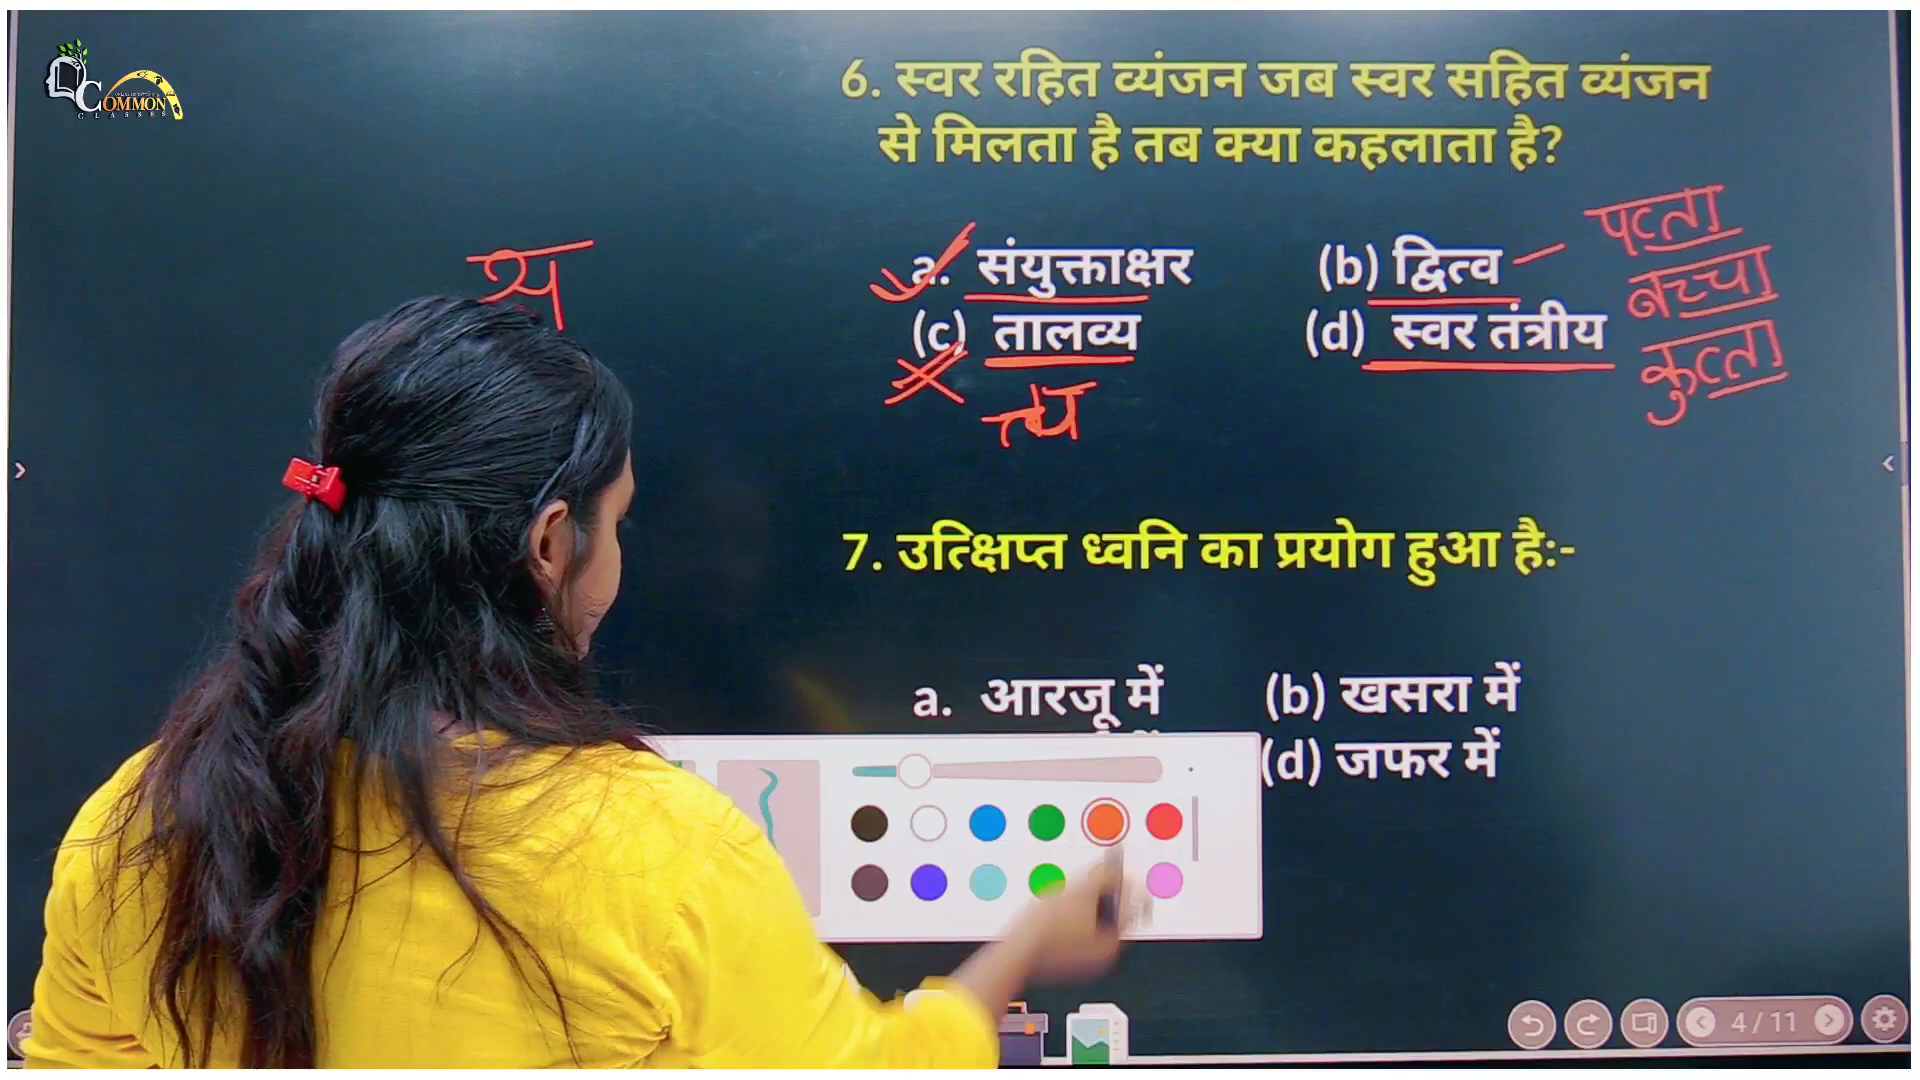 COMMON
CLASSES
6. स्वर रहित व्यंजन जब स्वर सहित व्यंजन
से मिलता है तब क्या कहलाता है?
a. संयुक्ताक्षर
(b) द्वित्व
पत्ता
बच्चा
कुत्ता
(c) तालव्य
(d) स्वर तंत्रीय
य
7. उत्क्षिप्त ध्वनि का प्रयोग हुआ है:-
a. आरजू में
(b) खसरा में
(d) जफर में
4 / 11